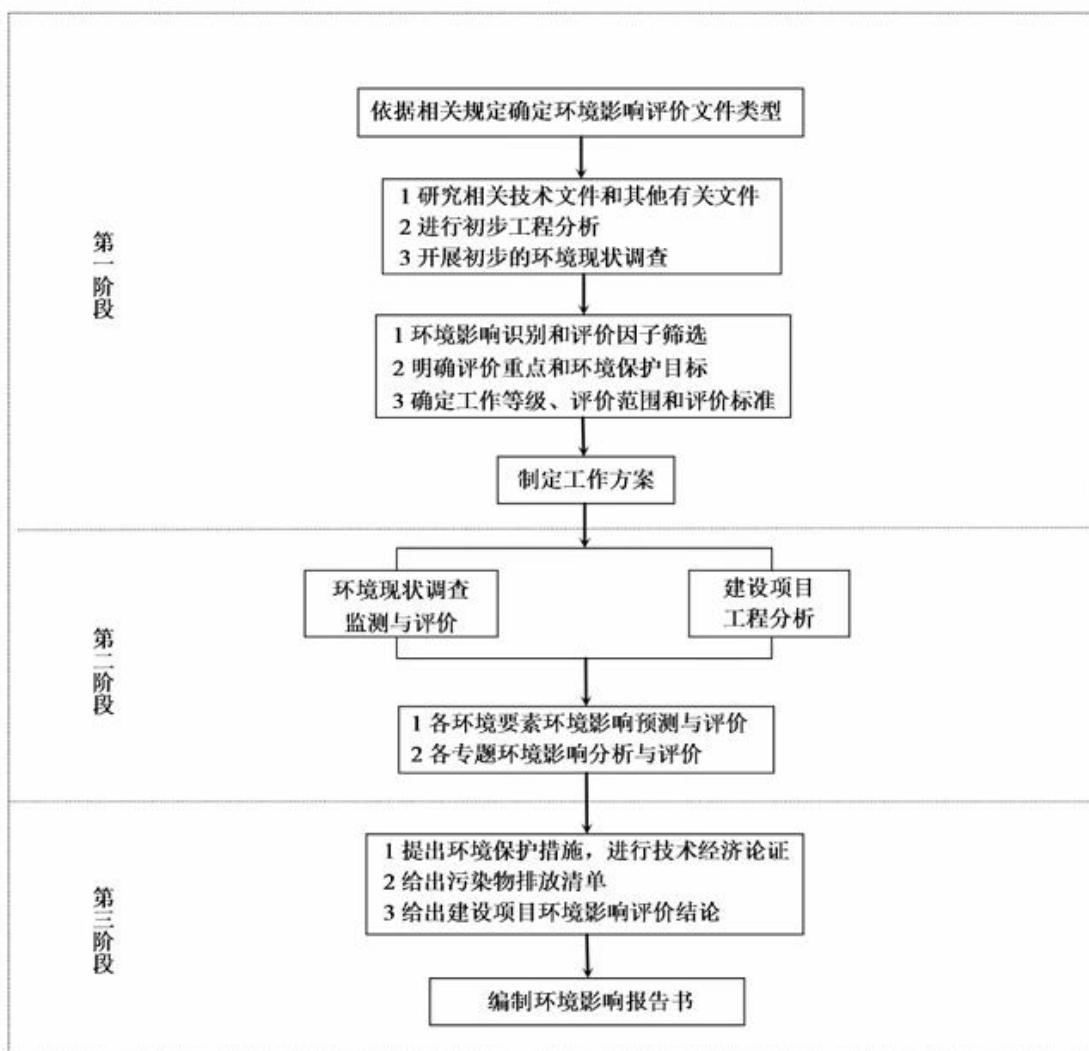 依据相关规定确定环境影响评价文件类型
1 研究相关技术文件和其他有关文件
2 进行初步工程分析
3 开展初步的环境现状调查
第一阶段
1 环境影响识别和评价因子筛选
2 明确评价重点和环境保护目标
3 确定工作等级、评价范围和评价标准
制定工作方案
第二阶段
环境现状调查
监测与评价
建设项目
工程分析
1 各环境要素环境影响预测与评价
2 各专题环境影响分析与评价
第三阶段
1 提出环境保护措施，进行技术经济论证
2 给出污染物排放清单
3 给出建设项目环境影响评价结论
编制环境影响报告书